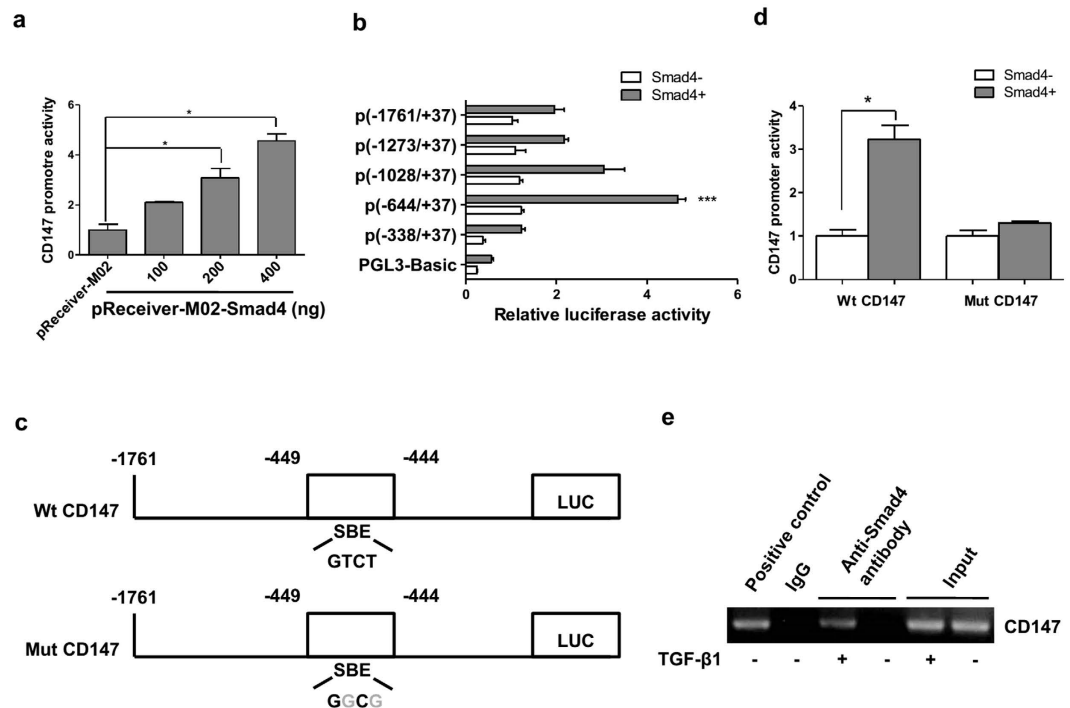 a
CD147 promotre activity
6
4
2
0
*
*
pReceiver-M02
100
200
400
pReceiver-M02-Smad4 (ng)
b
Smad4-
Smad4+
p(-1761/+37)
p(-1273/+37)
p(-1028/+37)
p(-644/+37)
***
p(-338/+37)
PGL3-Basic
0
2
4
6
Relative luciferase activity
d
Smad4-
Smad4+
CD147 promoter activity
4
3
2
1
0
*
Wt CD147
Mut CD147
c
-1761
-449
-444
Wt CD147
LUC
SBE
GTCT
-1761
-449
-444
Mut CD147
LUC
SBE
GGCG
e
Positive control
IgG
Anti-Smad4
antibody
Input
CD147
TGF-β1
- - + - + -